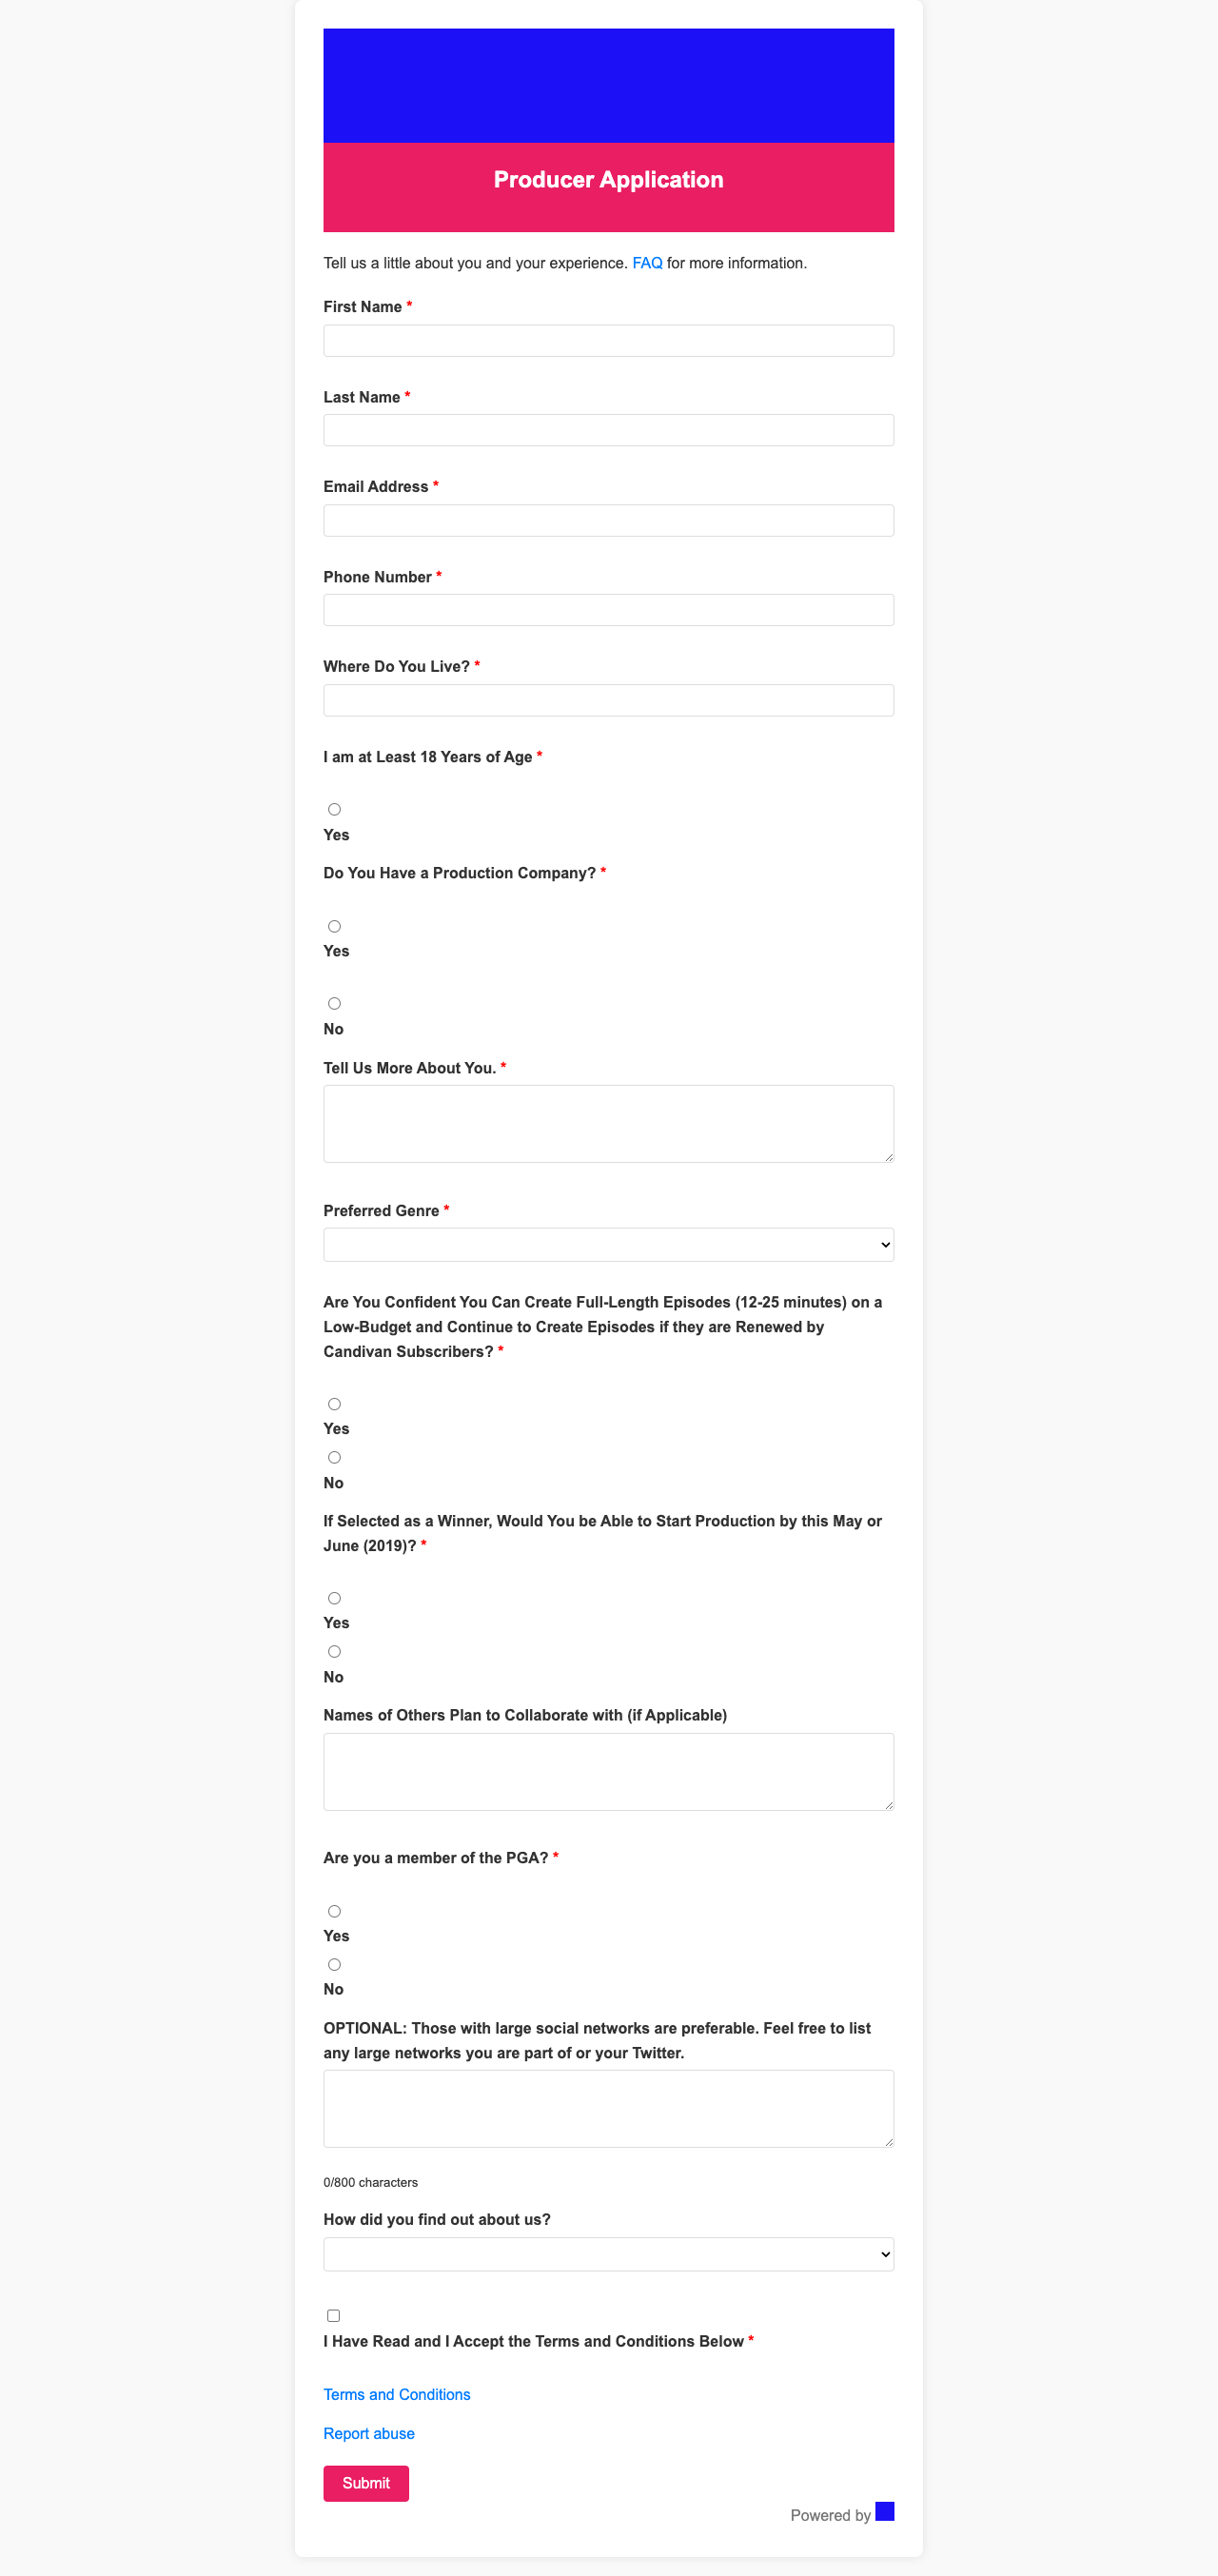 Producer Application
Tell us a little about you and your experience. FAQ for more information.
First Name *
Last Name *
Email Address *
Phone Number *
Where Do You Live? *
I am at Least 18 Years of Age *
Yes
Do You Have a Production Company? *
Yes
No
Tell Us More About You. *
Preferred Genre *
Are You Confident You Can Create Full-Length Episodes (12-25 minutes) on a
Low-Budget and Continue to Create Episodes if they are Renewed by
Candivan Subscribers? *
Yes
No
If Selected as a Winner, Would You be Able to Start Production by this May or
June (2019)? *
Yes
No
Names of Others Plan to Collaborate with (if Applicable)
Are you a member of the PGA? *
Yes
No
OPTIONAL: Those with large social networks are preferable. Feel free to list
any large networks you are part of or your Twitter.
0/800 characters
How did you find out about us?
I Have Read and I Accept the Terms and Conditions Below *
Terms and Conditions
Report abuse
Submit
Powered by